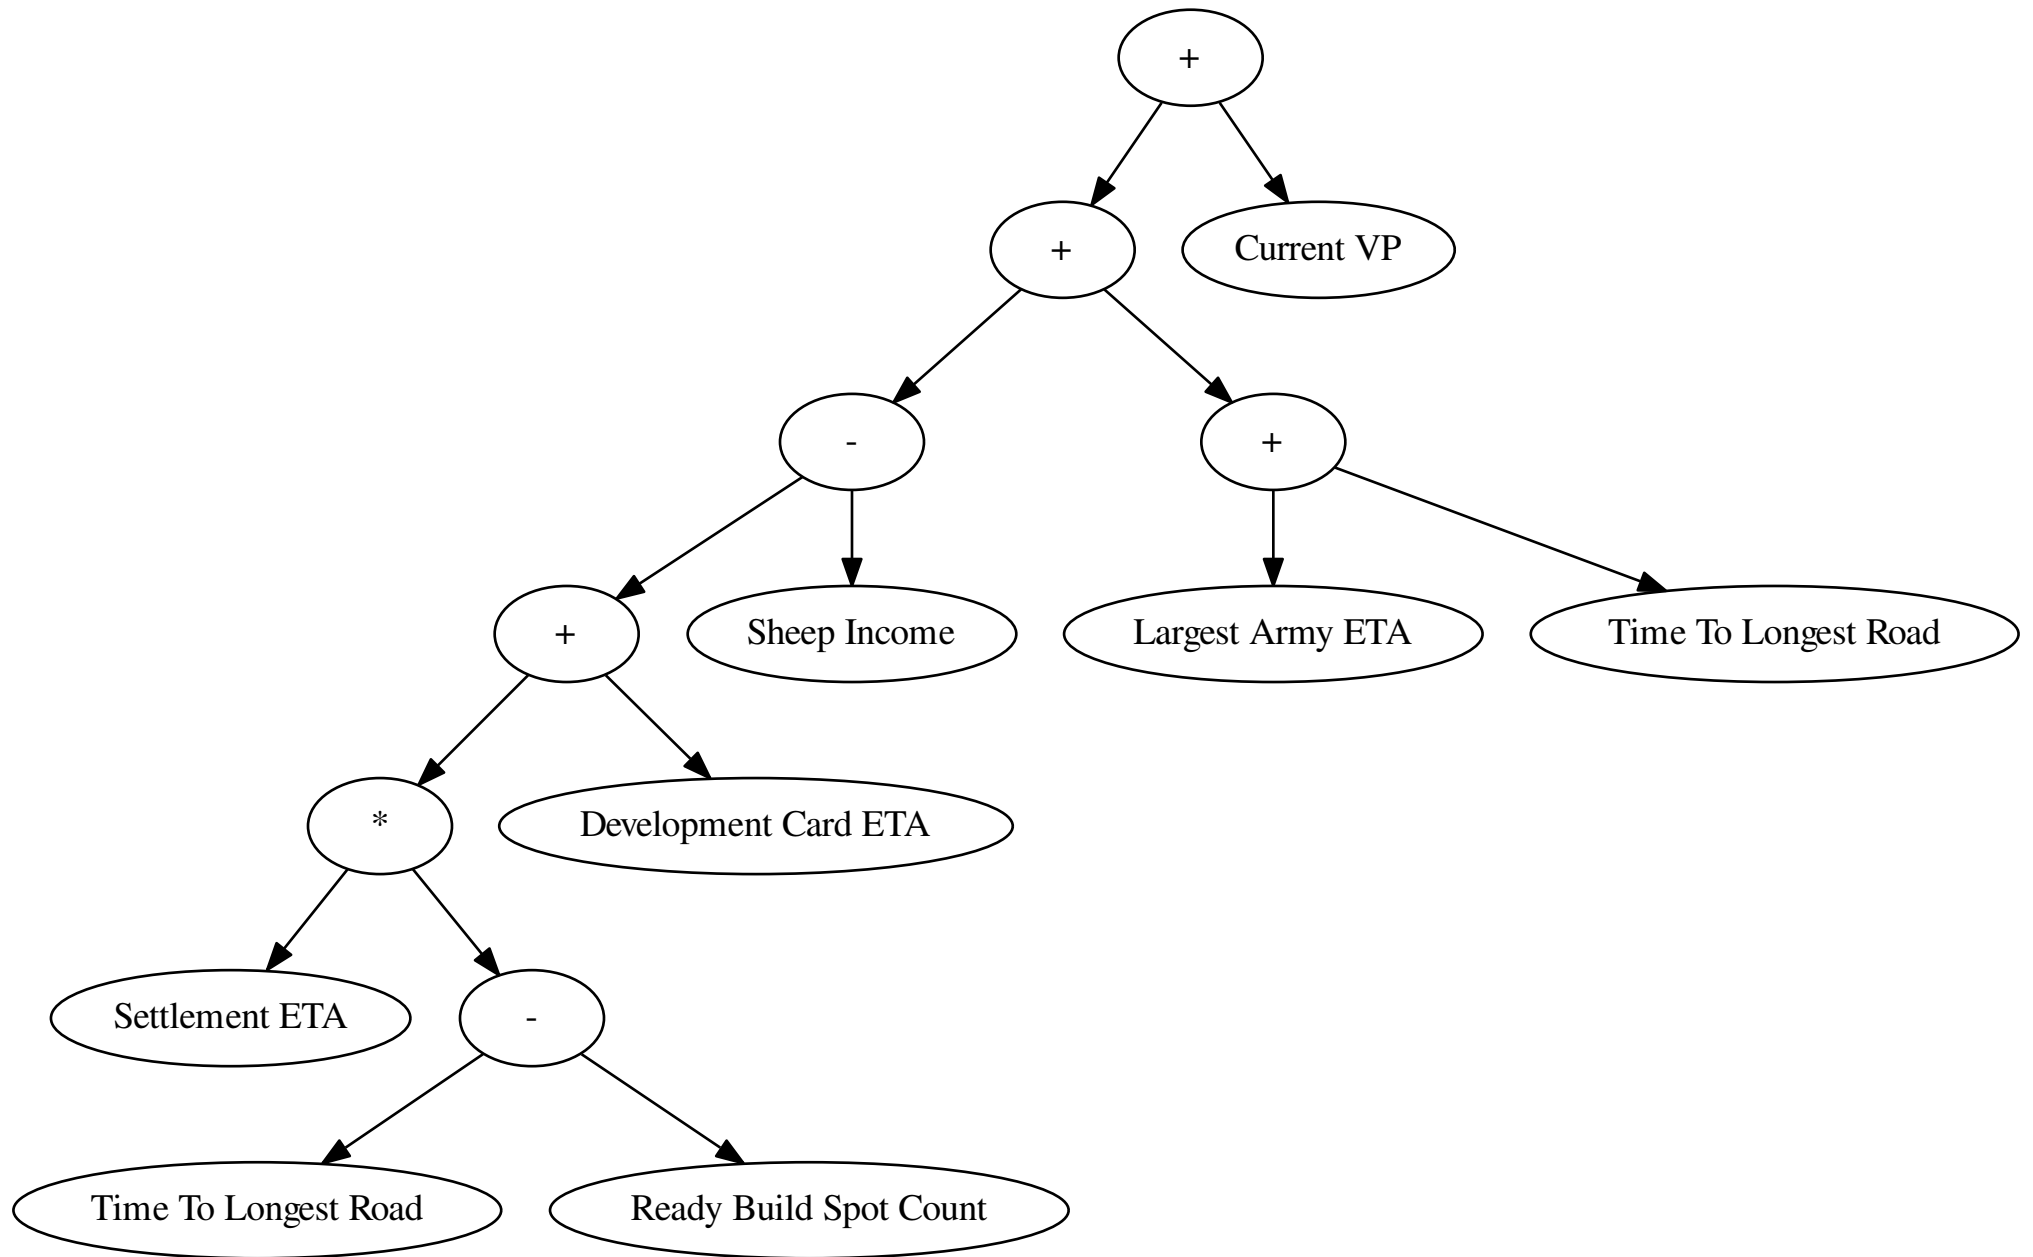 +
+
Current VP
-
+
+
Sheep Income
Largest Army ETA
Time To Longest Road
*
Development Card ETA
Settlement ETA
-
Time To Longest Road
Ready Build Spot Count